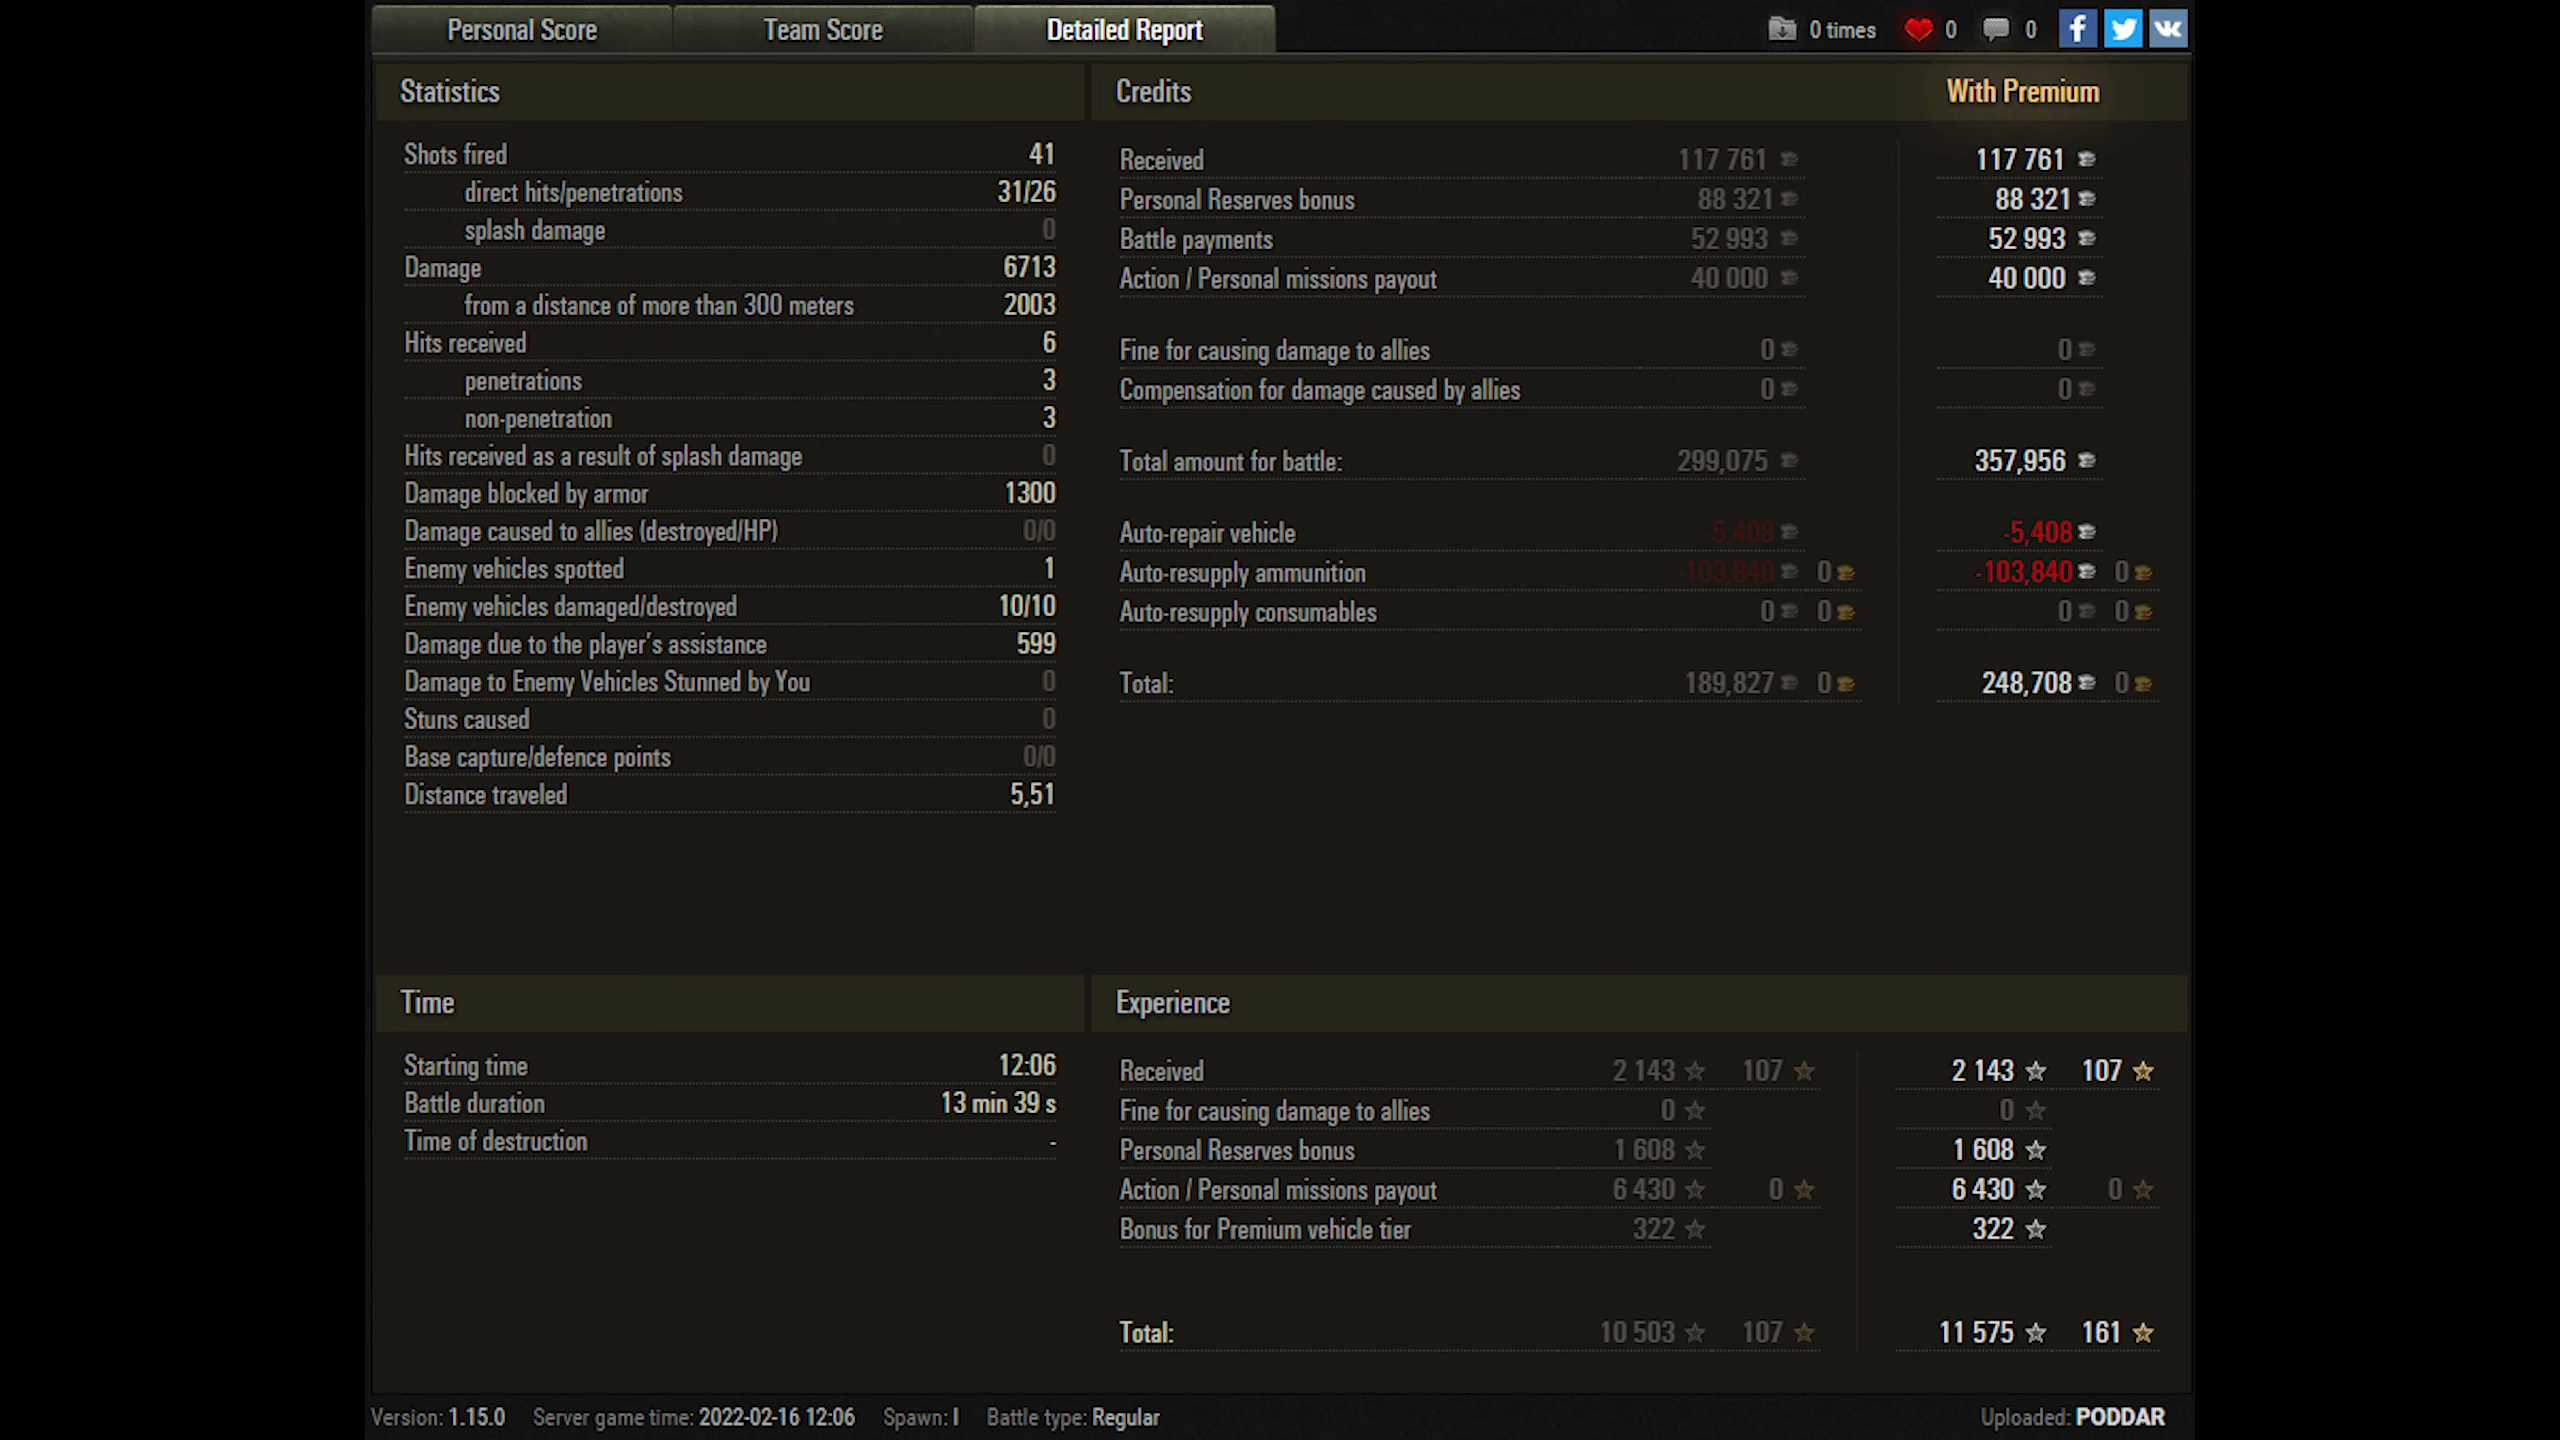 Personal Score Team Score Detailed Report 0 times 0 0
Statistics
Shots fired 41
direct hits/penetrations 31/26
splash damage 0
Damage 6713
from a distance of more than 300 meters 2003
Hits received 6
penetrations 3
non-penetration 3
Hits received as a result of splash damage 0
Damage blocked by armor 1300
Damage caused to allies (destroyed/HP) 0/0
Enemy vehicles spotted 1
Enemy vehicles damaged/destroyed 10/10
Damage due to the player's assistance 599
Damage to Enemy Vehicles Stunned by You 0
Stuns caused 0
Base capture/defence points 0/0
Distance traveled 5,51
Credits With Premium
Received 117 761 117 761
Personal Reserves bonus 88 321 88 321
Battle payments 52 993 52 993
Action / Personal missions payout 40 000 40 000
Fine for causing damage to allies 0 0
Compensation for damage caused by allies 0 0
Total amount for battle: 299,075 357,956
Auto-repair vehicle -5,408 -5,408
Auto-resupply ammunition -103,840 0 -103,840 0
Auto-resupply consumables 0 0 0 0
Total: 189,827 0 248,708 0
Time
Starting time 12:06
Battle duration 13 min 39 s
Time of destruction -
Experience
Received 2 143 107 2 143 107
Fine for causing damage to allies 0 0
Personal Reserves bonus 1 608 1 608
Action / Personal missions payout 6 430 0 6 430 0
Bonus for Premium vehicle tier 322 322
Total: 10 503 107 11 575 161
Version: 1.15.0 Server game time: 2022-02-16 12:06 Spawn: I Battle type: Regular Uploaded: PODDAR